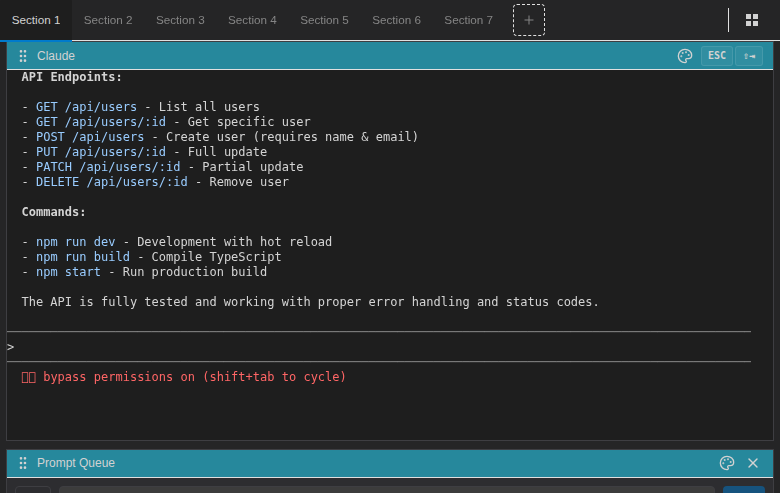 Section 1 Section 2 Section 3 Section 4 Section 5 Section 6 Section 7 +
Claude ESC ⇧⇥
API Endpoints:
- GET /api/users - List all users
- GET /api/users/:id - Get specific user
- POST /api/users - Create user (requires name & email)
- PUT /api/users/:id - Full update
- PATCH /api/users/:id - Partial update
- DELETE /api/users/:id - Remove user
Commands:
- npm run dev - Development with hot reload
- npm run build - Compile TypeScript
- npm start - Run production build
The API is fully tested and working with proper error handling and status codes.
>
bypass permissions on (shift+tab to cycle)
Prompt Queue